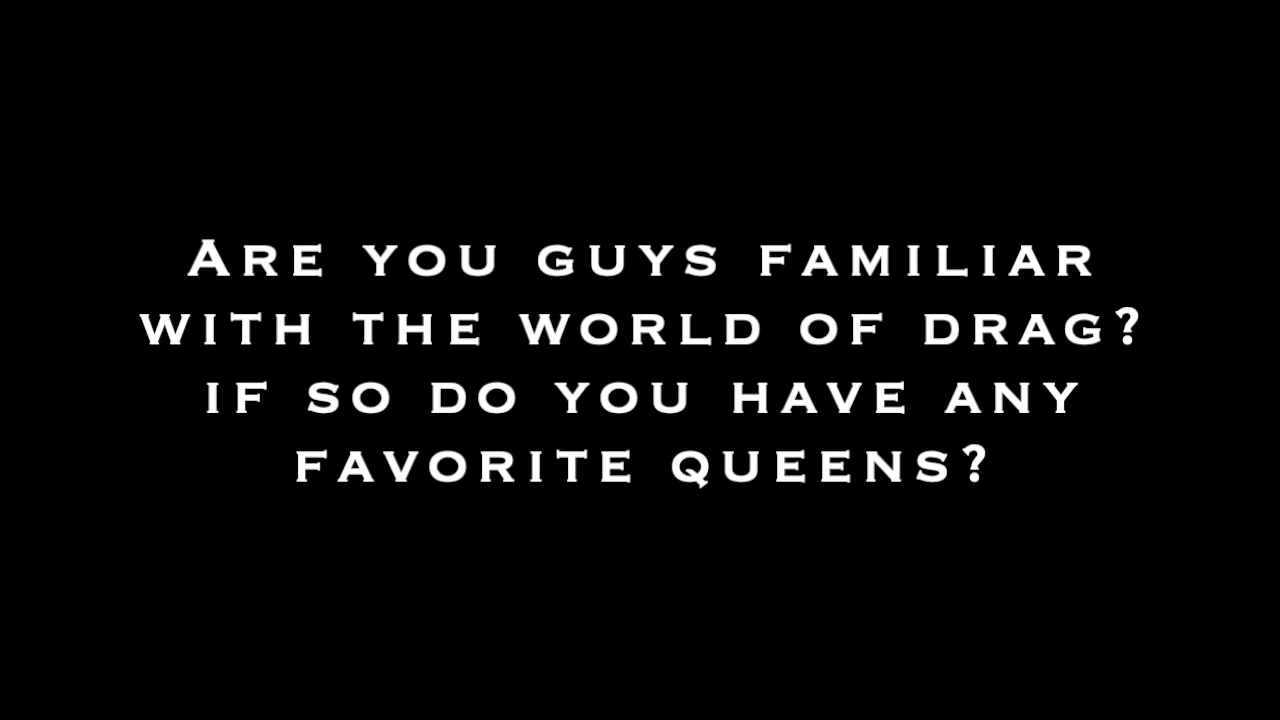 Are you guys familiar
with the world of drag?
if so do you have any
favorite queens?